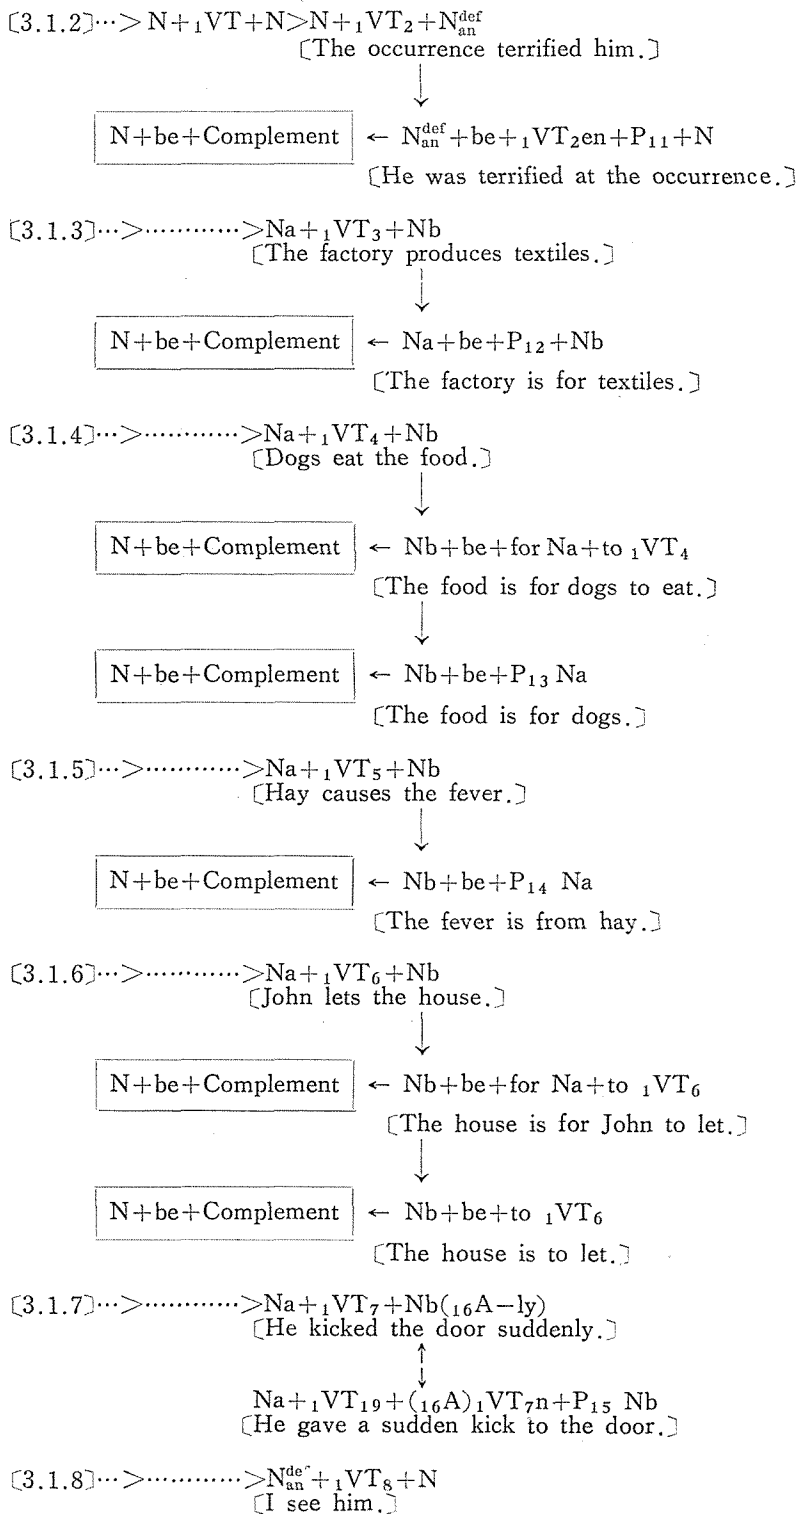 〔3.1.2〕…> N+₁VT+N>N+₁VT₂+Nᵈᵉᶠₐₙ
〔The occurrence terrified him.〕
↓
N+be+Complement ← Nᵈᵉᶠₐₙ+be+₁VT₂en+P₁₁+N
〔He was terrified at the occurrence.〕
〔3.1.3〕…>…………>Na+₁VT₃+Nb
〔The factory produces textiles.〕
↓
N+be+Complement ← Na+be+P₁₂+Nb
〔The factory is for textiles.〕
〔3.1.4〕…>…………>Na+₁VT₄+Nb
〔Dogs eat the food.〕
↓
N+be+Complement ← Nb+be+for Na+to ₁VT₄
〔The food is for dogs to eat.〕
↓
N+be+Complement ← Nb+be+P₁₃ Na
〔The food is for dogs.〕
〔3.1.5〕…>…………>Na+₁VT₅+Nb
〔Hay causes the fever.〕
↓
N+be+Complement ← Nb+be+P₁₄ Na
〔The fever is from hay.〕
〔3.1.6〕…>…………>Na+₁VT₆+Nb
〔John lets the house.〕
↓
N+be+Complement ← Nb+be+for Na+to ₁VT₆
〔The house is for John to let.〕
↓
N+be+Complement ← Nb+be+to ₁VT₆
〔The house is to let.〕
〔3.1.7〕…>…………>Na+₁VT₇+Nb(₁₆A-ly)
〔He kicked the door suddenly.〕
↕
Na+₁VT₁₉+(₁₆A)₁VT₇n+P₁₅ Nb
〔He gave a sudden kick to the door.〕
〔3.1.8〕…>…………>Nᵈᵉᶠₐₙ+₁VT₈+N
〔I see him.〕